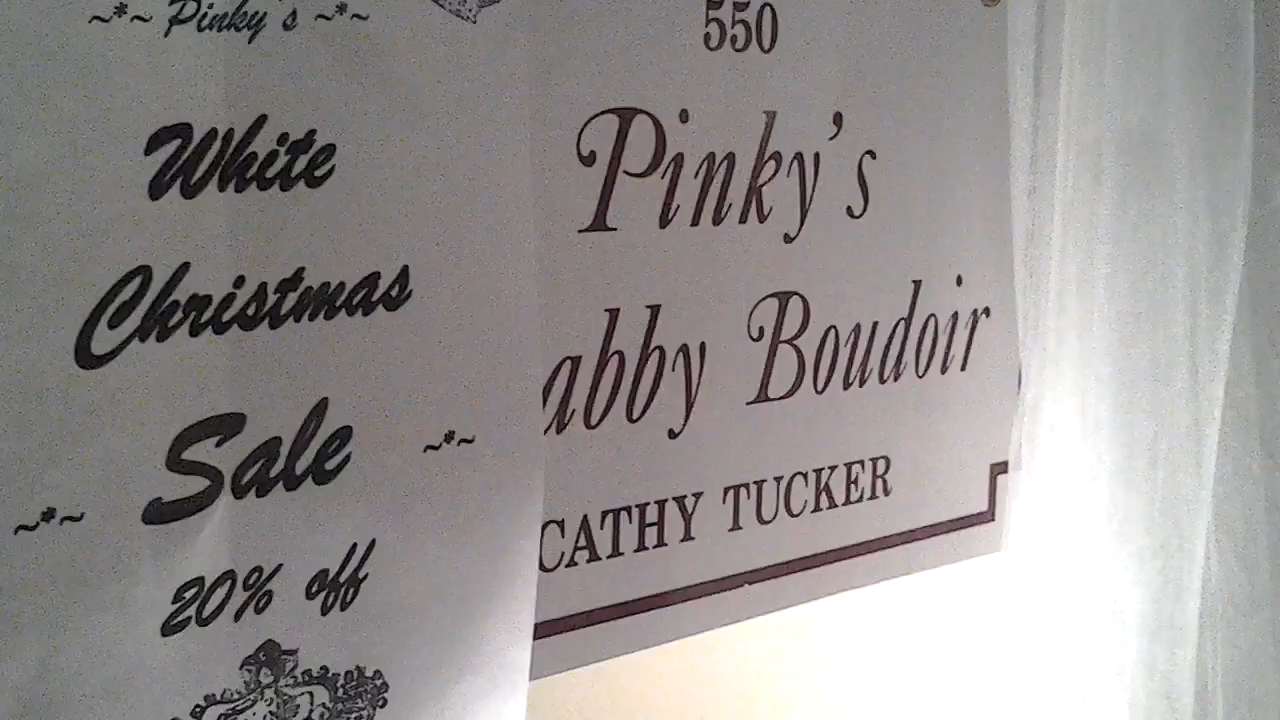 ~*~ Pinky's ~*~
White
Christmas
Sale ~*~
~*~
20% off
550
Pinky's
abby Boudoir
CATHY TUCKER